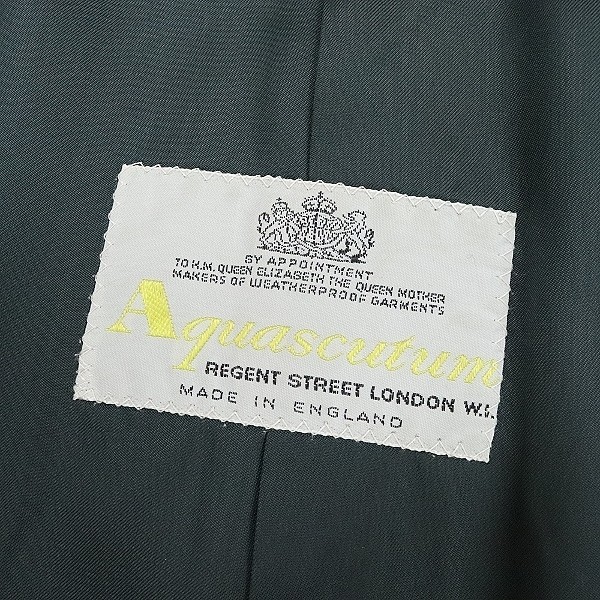 BY APPOINTMENT
TO H.M. QUEEN ELIZABETH THE QUEEN MOTHER
MAKERS OF WEATHERPROOF GARMENTS
Aquascutum
REGENT STREET LONDON W.1.
MADE IN ENGLAND